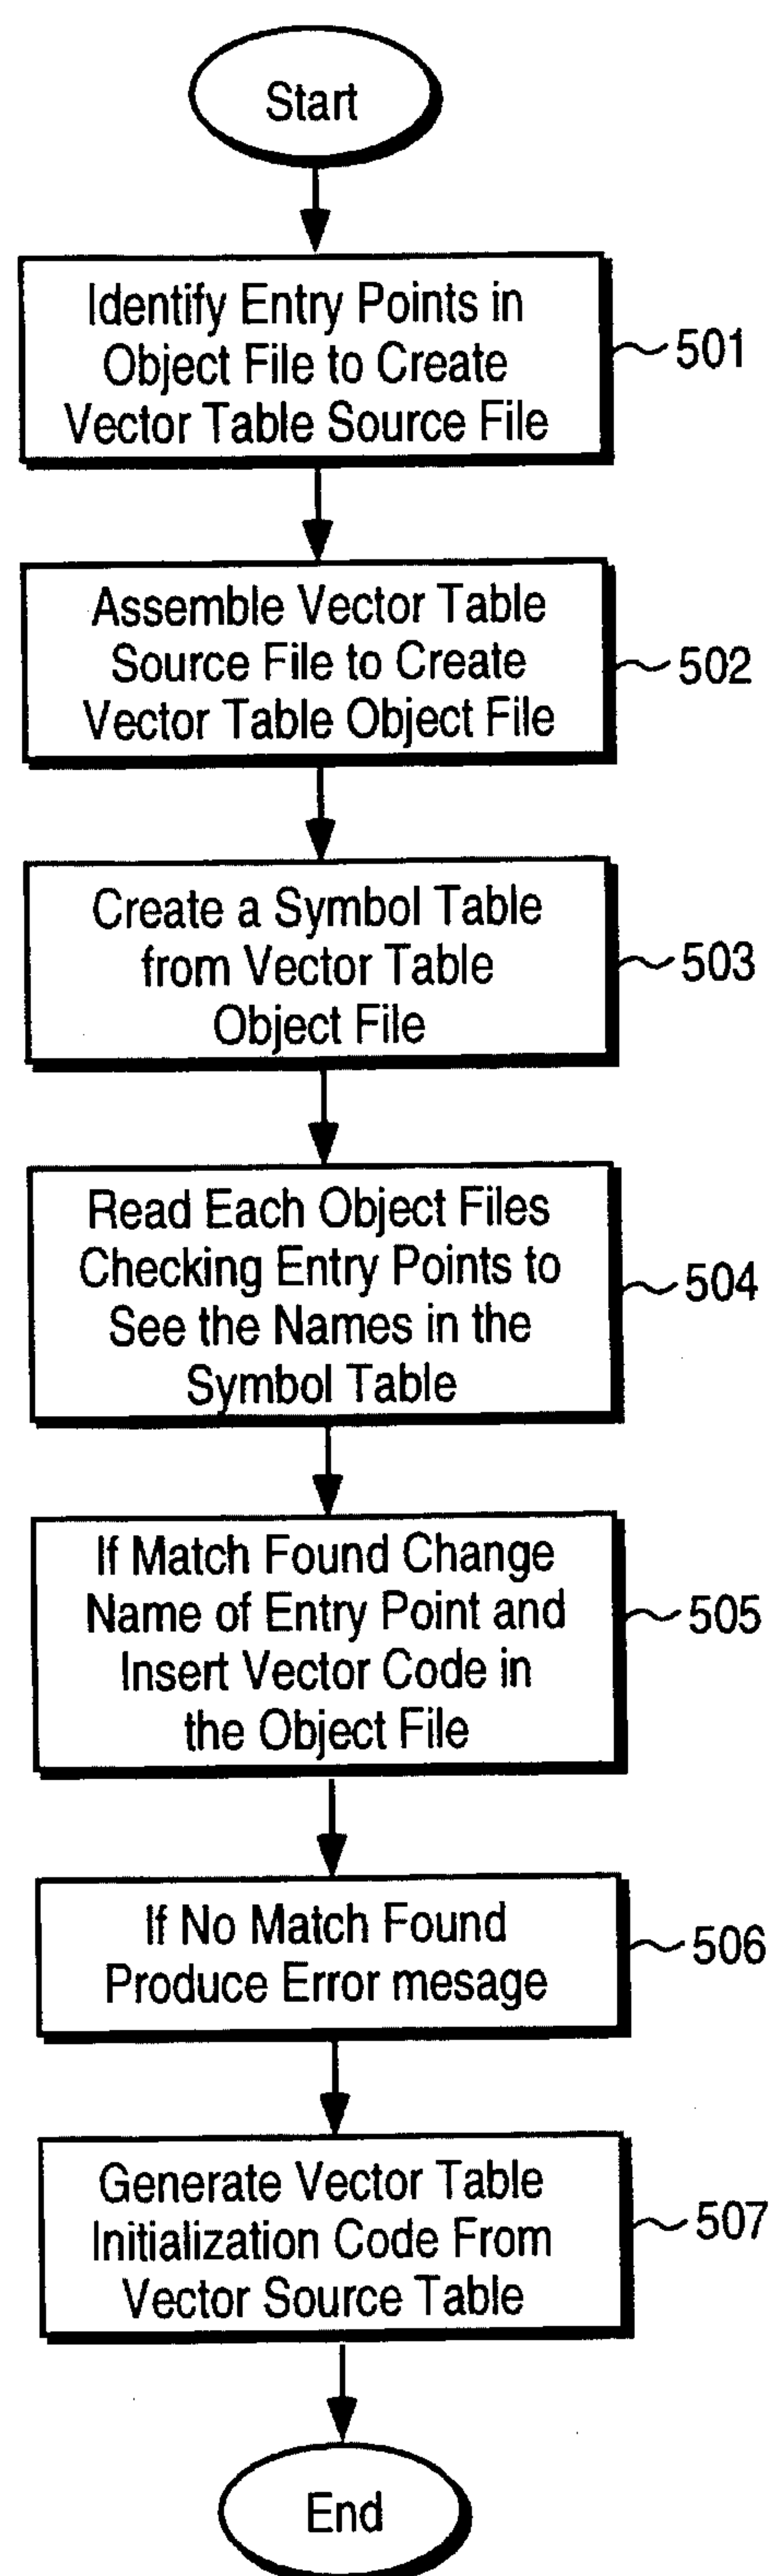 Start
Identify Entry Points in
Object File to Create
Vector Table Source File
501
Assemble Vector Table
Source File to Create
Vector Table Object File
502
Create a Symbol Table
from Vector Table
Object File
503
Read Each Object Files
Checking Entry Points to
See the Names in the
Symbol Table
504
If Match Found Change
Name of Entry Point and
Insert Vector Code in
the Object File
505
If No Match Found
Produce Error mesage
506
Generate Vector Table
Initialization Code From
Vector Source Table
507
End